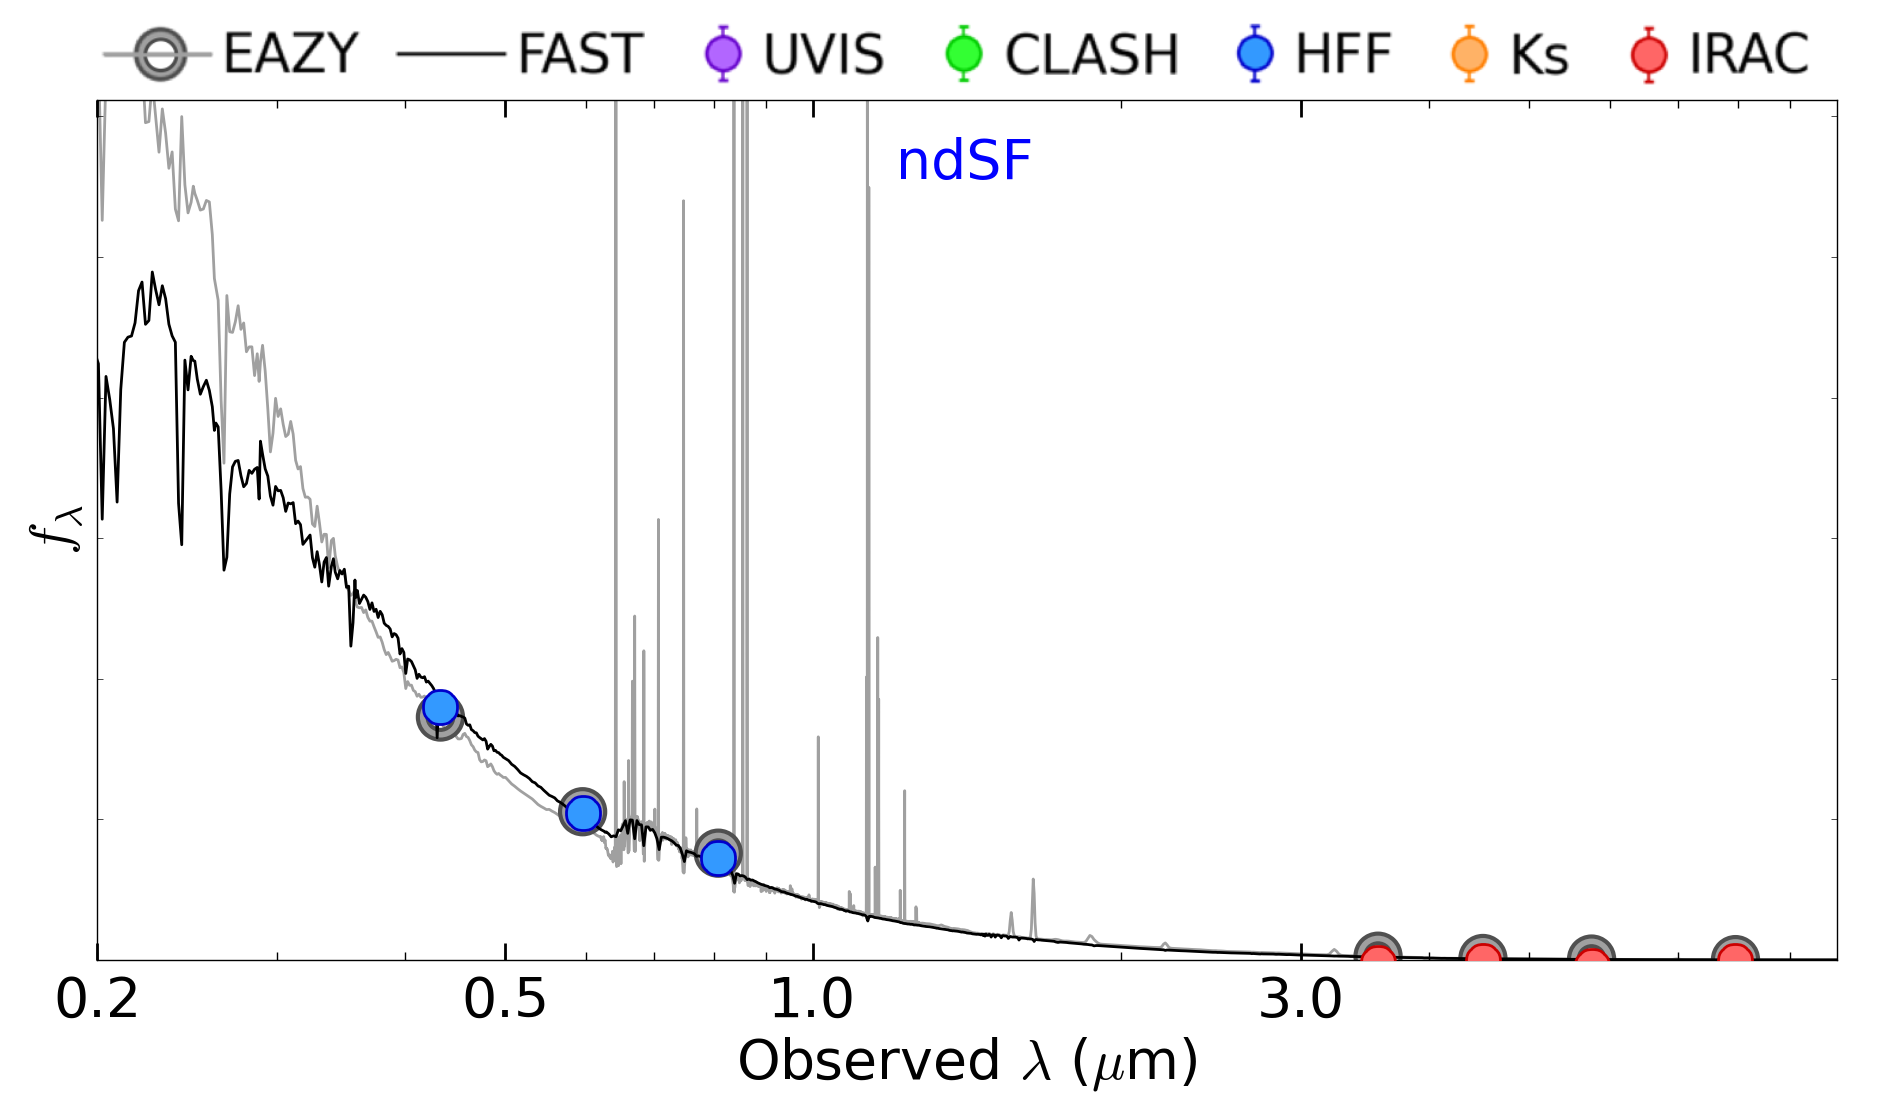 EAZY FAST UVIS CLASH HFF Ks IRAC
ndSF
fλ
0.2 0.5 1.0 3.0
Observed λ (μm)